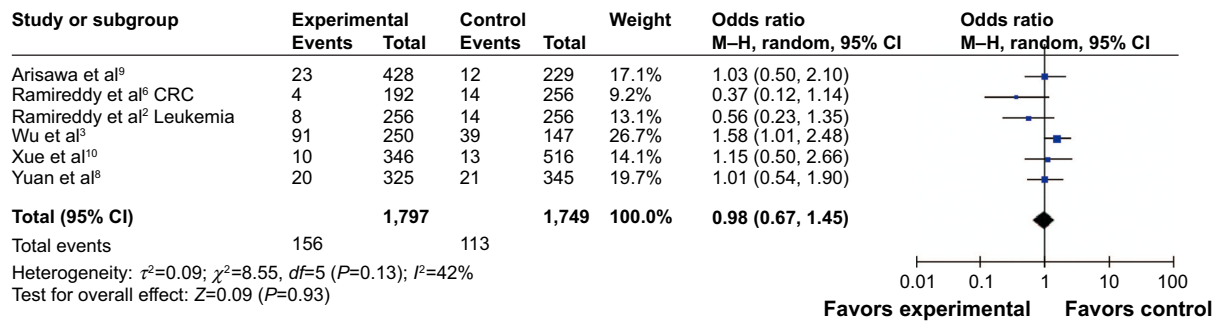 Study or subgroup Experimental Control Weight Odds ratio Odds ratio
Events Total Events Total M–H, random, 95% CI M–H, random, 95% CI
Arisawa et al⁹ 23 428 12 229 17.1% 1.03 (0.50, 2.10)
Ramireddy et al⁶ CRC 4 192 14 256 9.2% 0.37 (0.12, 1.14)
Ramireddy et al² Leukemia 8 256 14 256 13.1% 0.56 (0.23, 1.35)
Wu et al³ 91 250 39 147 26.7% 1.58 (1.01, 2.48)
Xue et al¹⁰ 10 346 13 516 14.1% 1.15 (0.50, 2.66)
Yuan et al⁸ 20 325 21 345 19.7% 1.01 (0.54, 1.90)
Total (95% CI) 1,797 1,749 100.0% 0.98 (0.67, 1.45)
Total events 156 113
Heterogeneity: τ²=0.09; χ²=8.55, df=5 (P=0.13); I²=42%
Test for overall effect: Z=0.09 (P=0.93)
0.01 0.1 1 10 100
Favors experimental Favors control